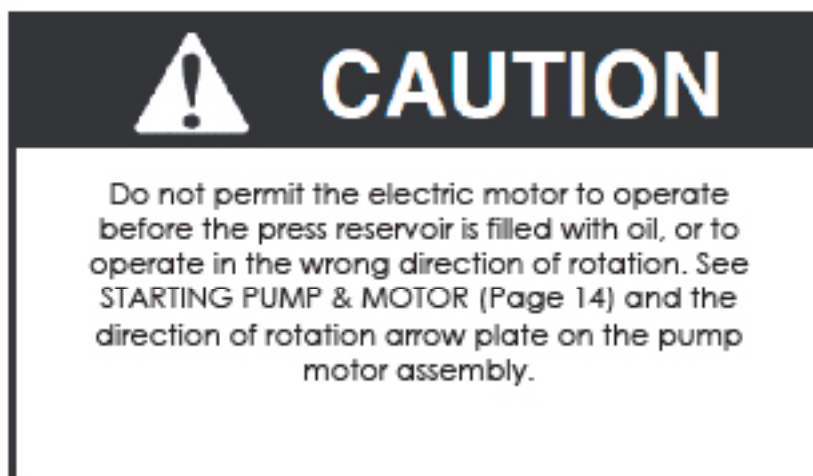 CAUTION
Do not permit the electric motor to operate
before the press reservoir is filled with oil, or to
operate in the wrong direction of rotation. See
STARTING PUMP & MOTOR (Page 14) and the
direction of rotation arrow plate on the pump
motor assembly.